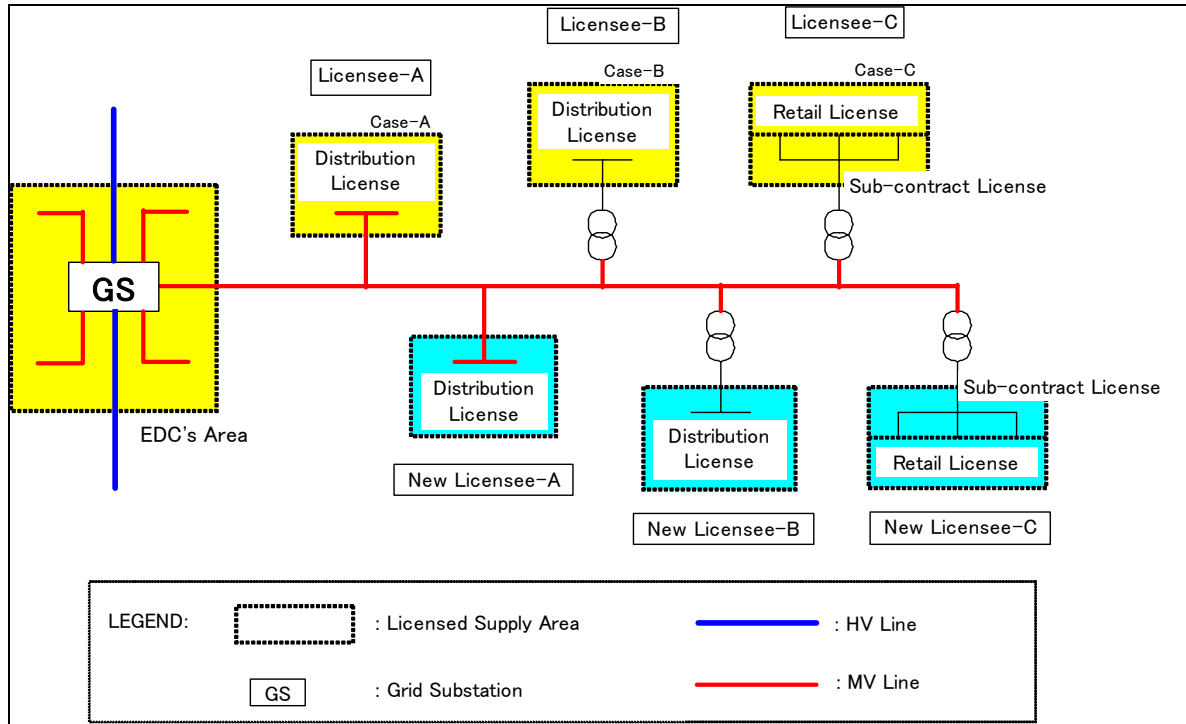 Licensee-B
Licensee-C
Licensee-A
Case-B
Case-C
Case-A
Distribution
License
Retail License
Distribution
License
Sub-contract License
GS
Distribution
License
Sub-contract License
EDC's Area
Distribution
License
Retail License
New Licensee-A
New Licensee-B
New Licensee-C
LEGEND:
: Licensed Supply Area
: HV Line
GS
: Grid Substation
: MV Line